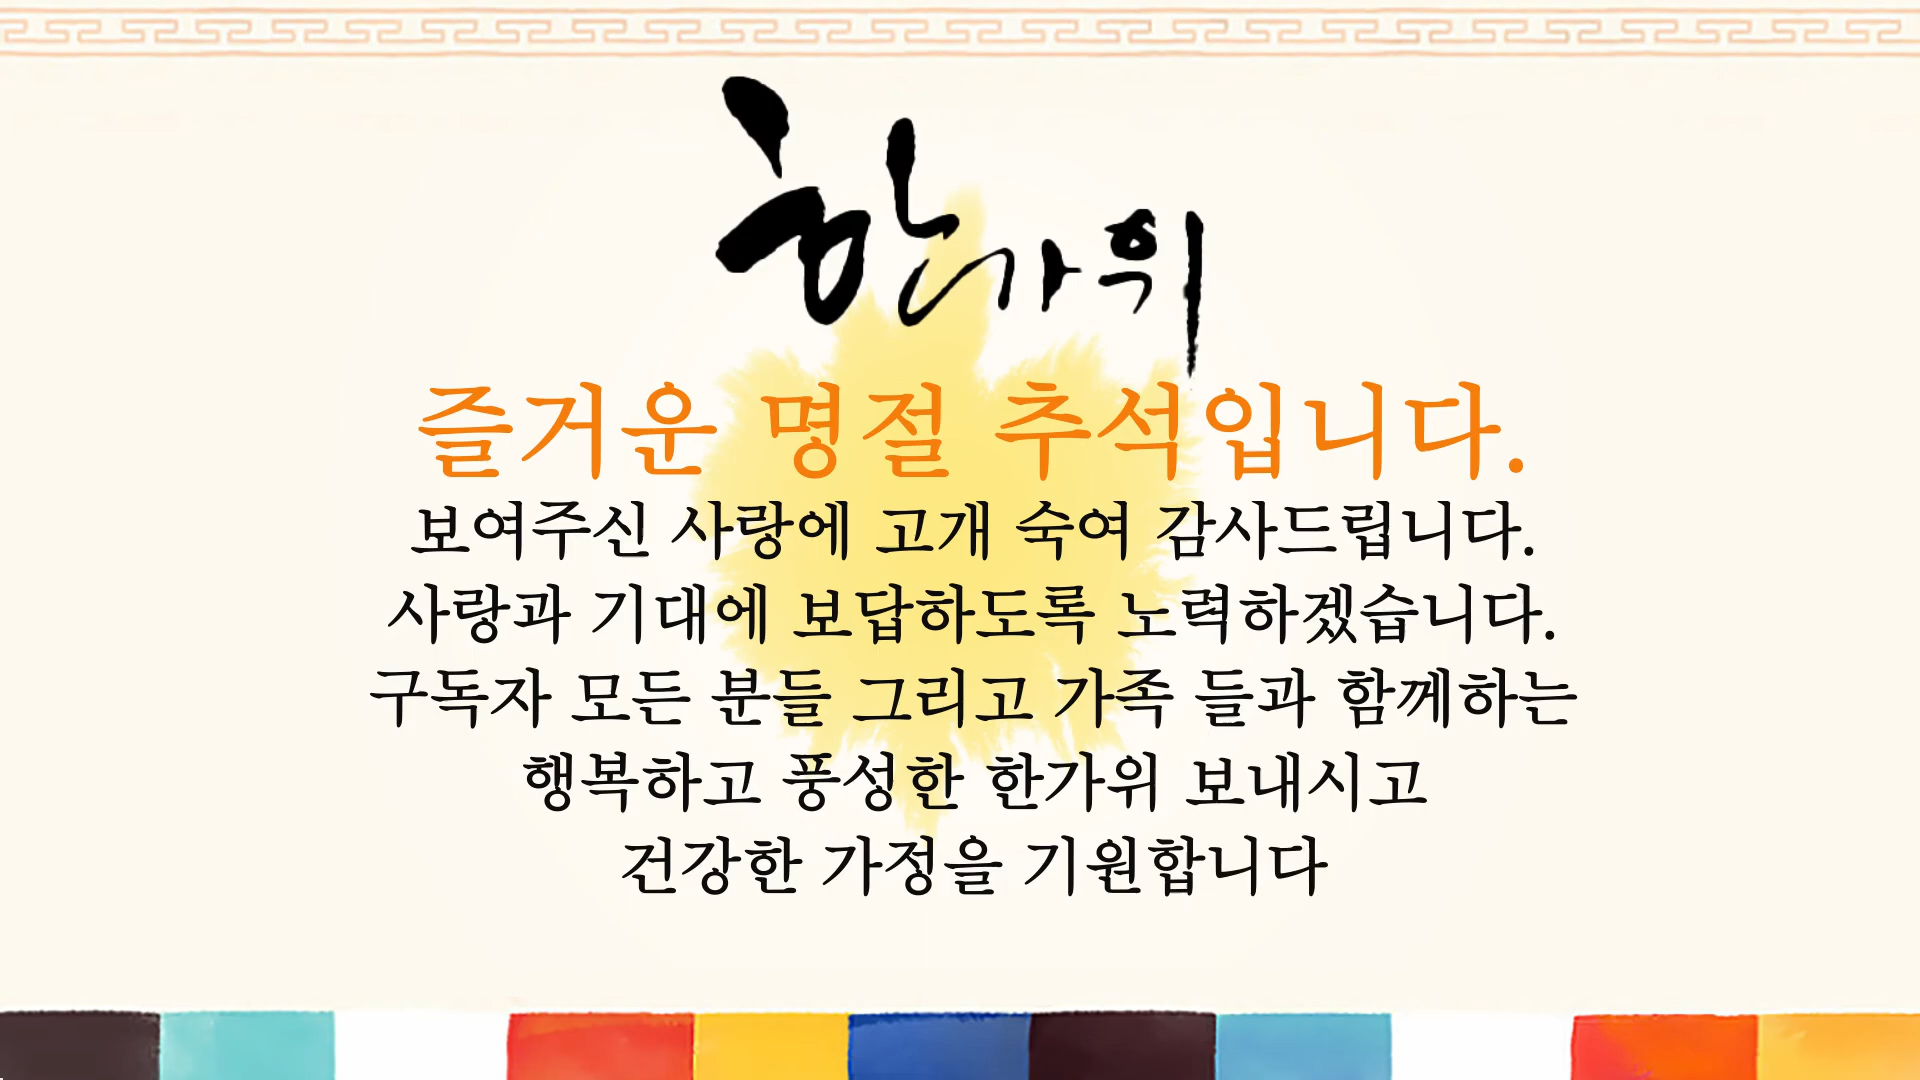 한가위
즐거운 명절 추석입니다.
보여주신 사랑에 고개 숙여 감사드립니다.
사랑과 기대에 보답하도록 노력하겠습니다.
구독자 모든 분들 그리고 가족 들과 함께하는
행복하고 풍성한 한가위 보내시고
건강한 가정을 기원합니다